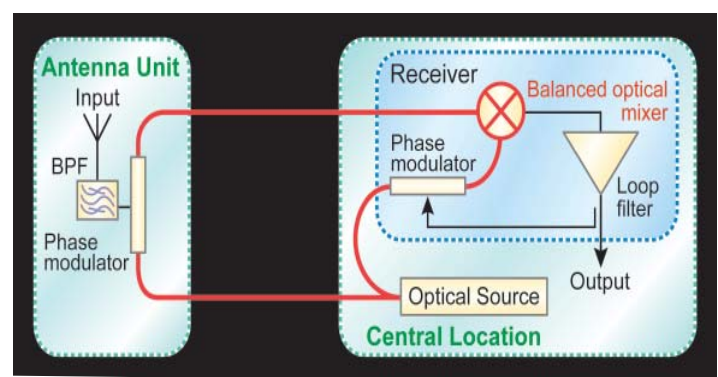 Antenna Unit
Input
BPF
Phase
modulator
Receiver
Balanced optical
mixer
Phase
modulator
Loop
filter
Output
Optical Source
Central Location